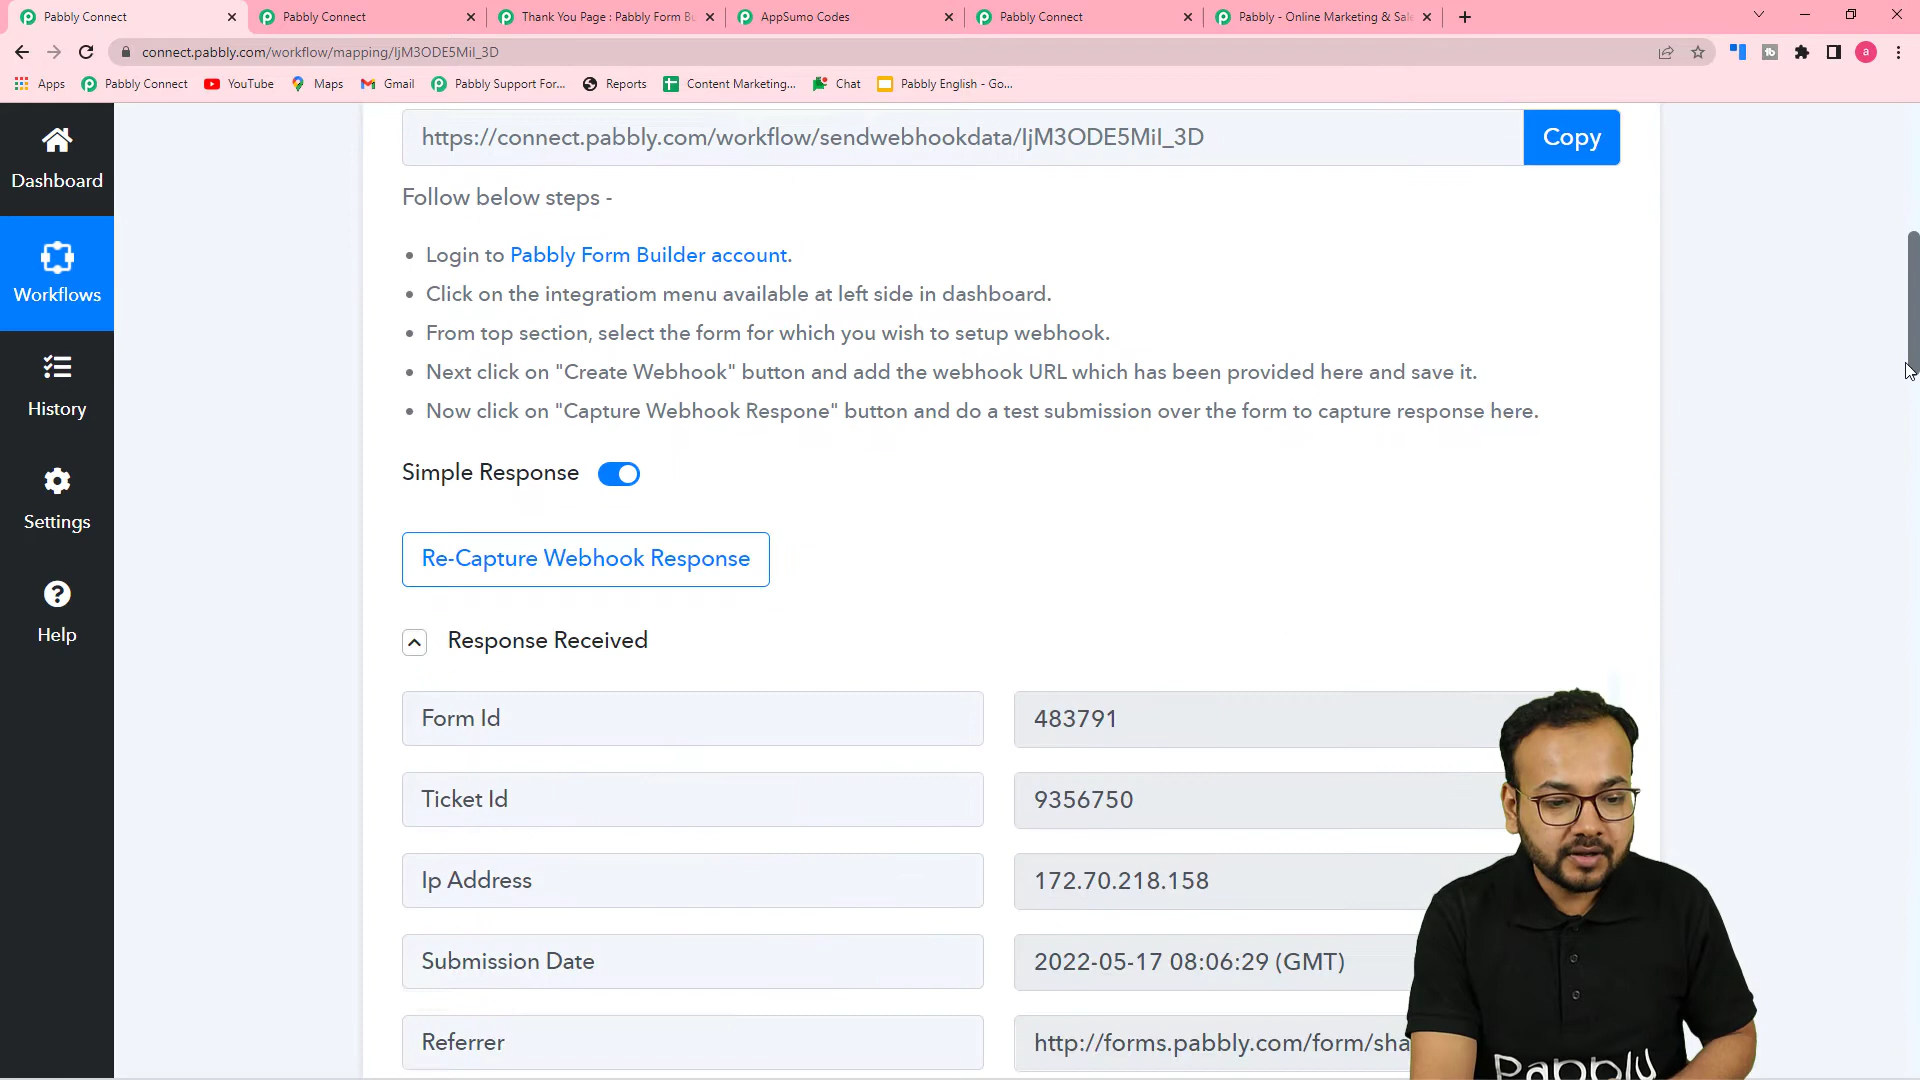 Pabbly Connect
Pabbly Connect
Thank You Page : Pabbly Form Bu
AppSumo Codes
Pabbly Connect
Pabbly - Online Marketing & Sale
connect.pabbly.com/workflow/mapping/IjM3ODE5MiI_3D
a
Apps
Pabbly Connect
YouTube
Maps
Gmail
Pabbly Support For...
Reports
Content Marketing...
Chat
Pabbly English - Go...
Dashboard
Workflows
History
Settings
Help
https://connect.pabbly.com/workflow/sendwebhookdata/IjM3ODE5MiI_3D
Copy
Follow below steps -
• Login to Pabbly Form Builder account.
• Click on the integratiom menu available at left side in dashboard.
• From top section, select the form for which you wish to setup webhook.
• Next click on "Create Webhook" button and add the webhook URL which has been provided here and save it.
• Now click on "Capture Webhook Respone" button and do a test submission over the form to capture response here.
Simple Response
Re-Capture Webhook Response
Response Received
Form Id
483791
Ticket Id
9356750
Ip Address
172.70.218.158
Submission Date
2022-05-17 08:06:29 (GMT)
Referrer
http://forms.pabbly.com/form/sha
Pabbly